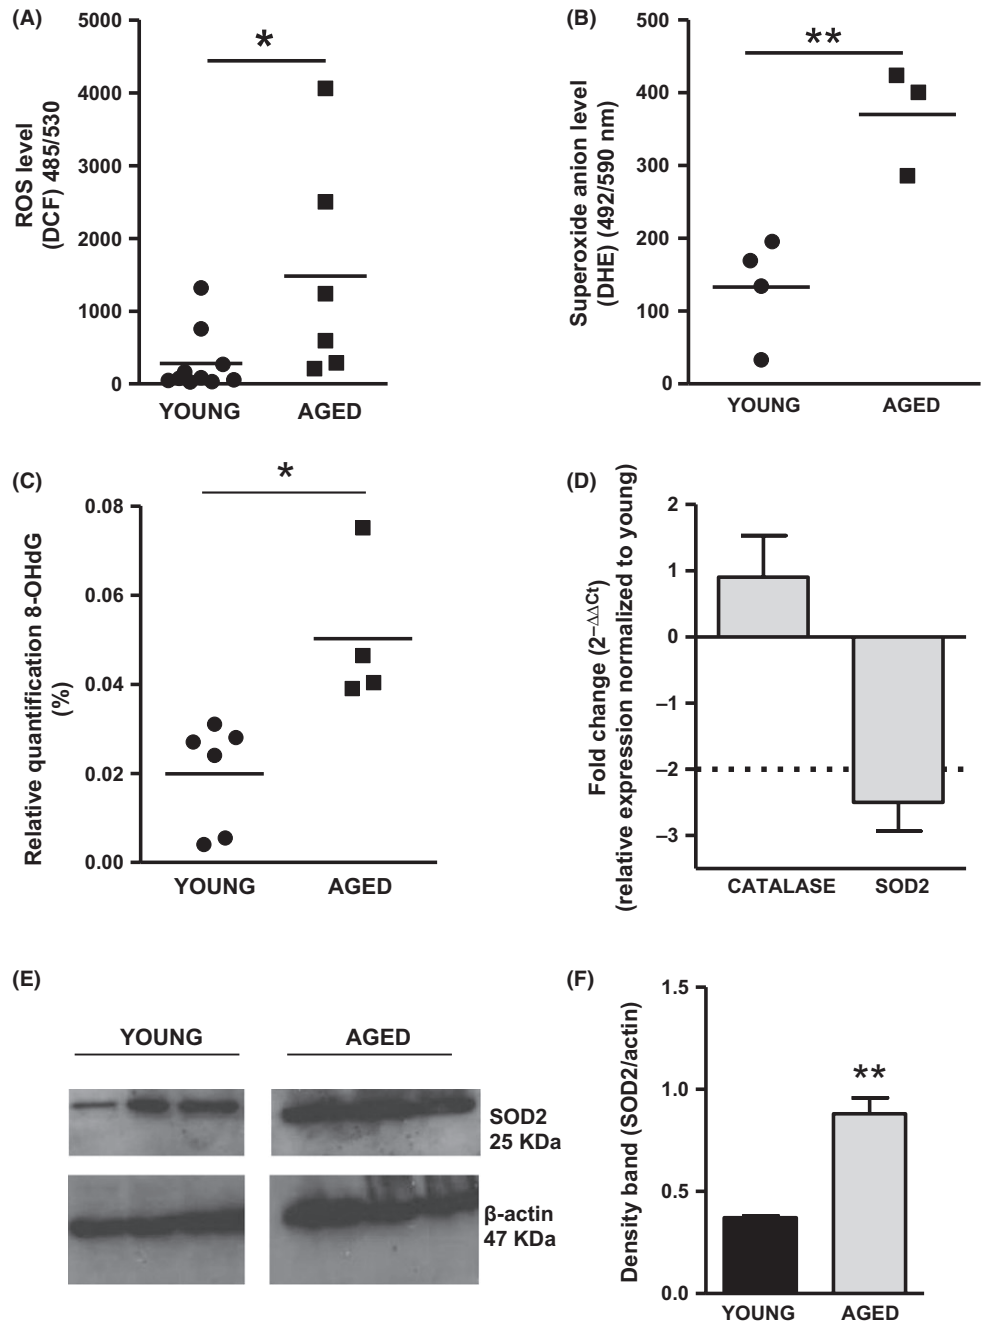 (A)
5000
4000
3000
2000
1000
0
ROS level
(DCF) 485/530
*
YOUNG
AGED
(B)
500
400
300
200
100
0
Superoxide anion level
(DHE) (492/590 nm)
**
YOUNG
AGED
(C)
0.08
0.06
0.04
0.02
0.00
Relative quantification 8-OHdG
(%)
*
YOUNG
AGED
(D)
2
1
0
−1
−2
−3
Fold change (2−ΔΔCt)
(relative expression normalized to young)
CATALASE
SOD2
(E)
YOUNG
AGED
SOD2
25 KDa
β-actin
47 KDa
(F)
1.5
1.0
0.5
0.0
Density band (SOD2/actin)
**
YOUNG
AGED